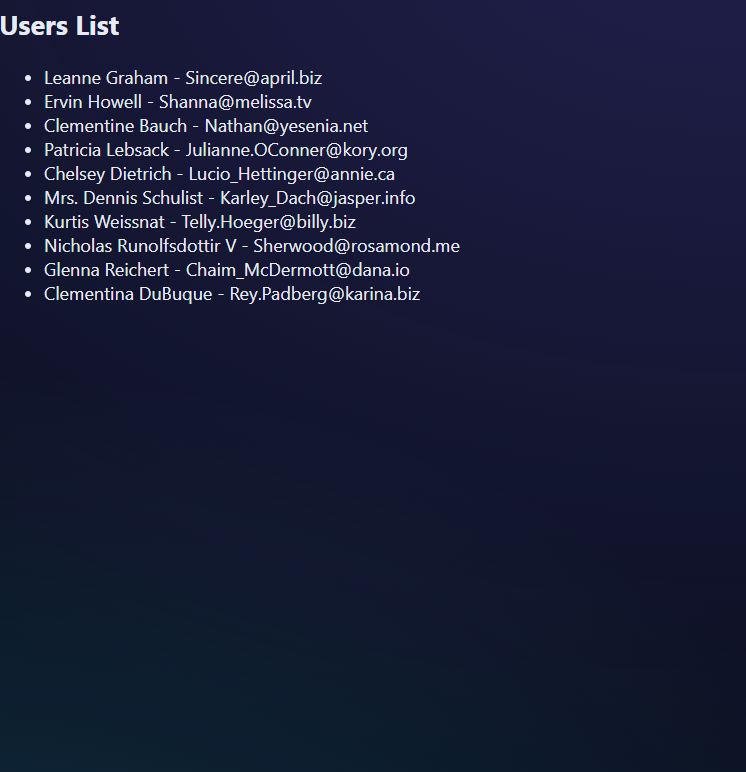 Users List
• Leanne Graham - Sincere@april.biz
• Ervin Howell - Shanna@melissa.tv
• Clementine Bauch - Nathan@yesenia.net
• Patricia Lebsack - Julianne.OConner@kory.org
• Chelsey Dietrich - Lucio_Hettinger@annie.ca
• Mrs. Dennis Schulist - Karley_Dach@jasper.info
• Kurtis Weissnat - Telly.Hoeger@billy.biz
• Nicholas Runolfsdottir V - Sherwood@rosamond.me
• Glenna Reichert - Chaim_McDermott@dana.io
• Clementina DuBuque - Rey.Padberg@karina.biz